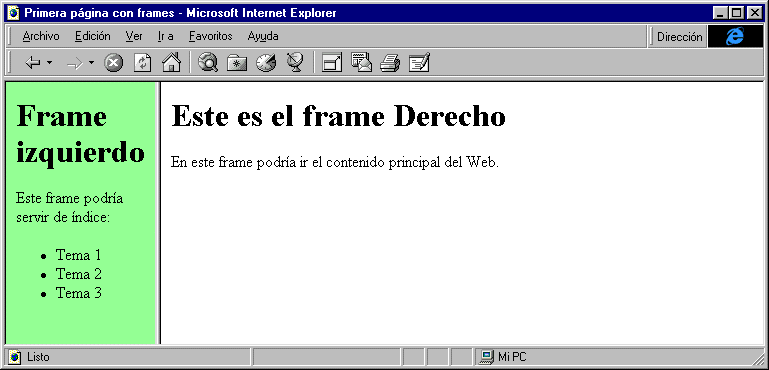 Primera página con frames - Microsoft Internet Explorer
Archivo Edición Ver Ir a Favoritos Ayuda Dirección
Frame
izquierdo
Este frame podría
servir de índice:
Tema 1
Tema 2
Tema 3
Este es el frame Derecho
En este frame podría ir el contenido principal del Web.
Listo Mi PC